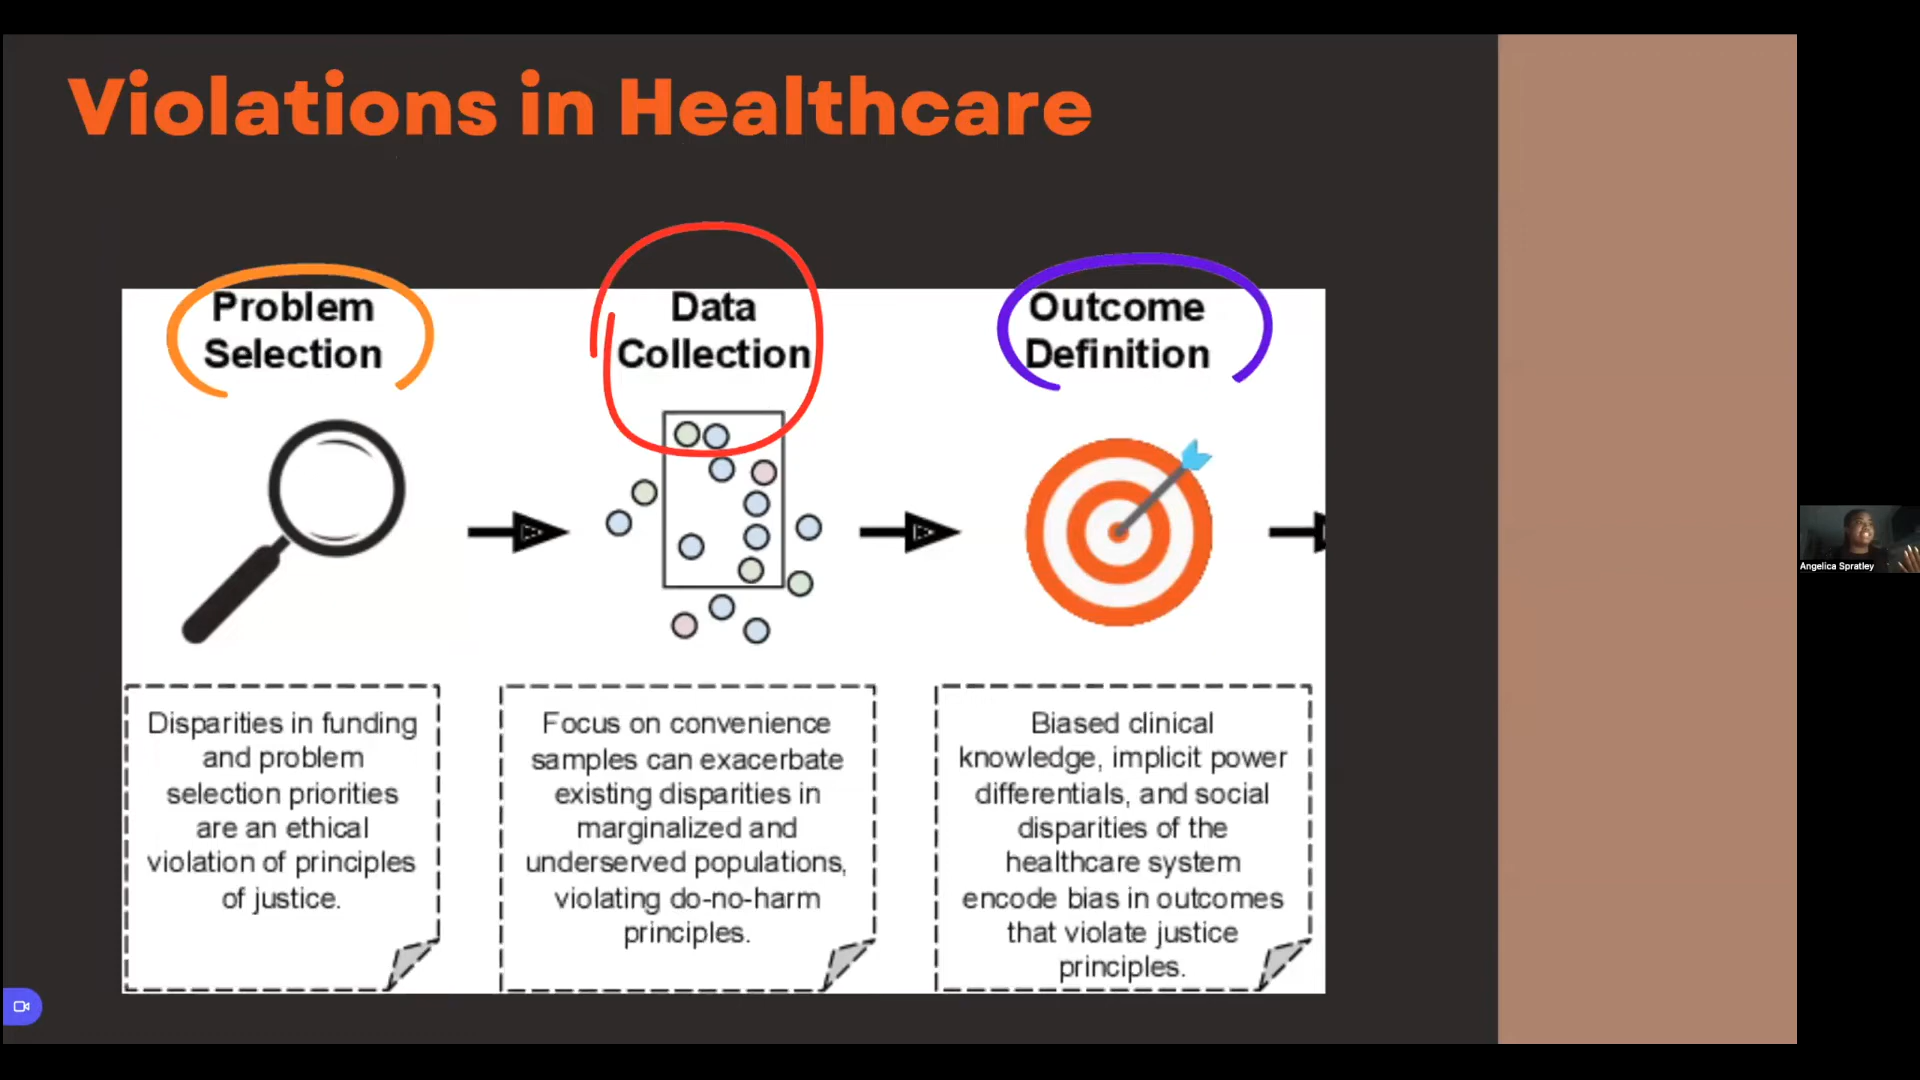 Violations in Healthcare
Problem
Selection
Data
Collection
Outcome
Definition
Disparities in funding
and problem
selection priorities
are an ethical
violation of principles
of justice.
Focus on convenience
samples can exacerbate
existing disparities in
marginalized and
underserved populations,
violating do-no-harm
principles.
Biased clinical
knowledge, implicit power
differentials, and social
disparities of the
healthcare system
encode bias in outcomes
that violate justice
principles.
Angelica Spratley